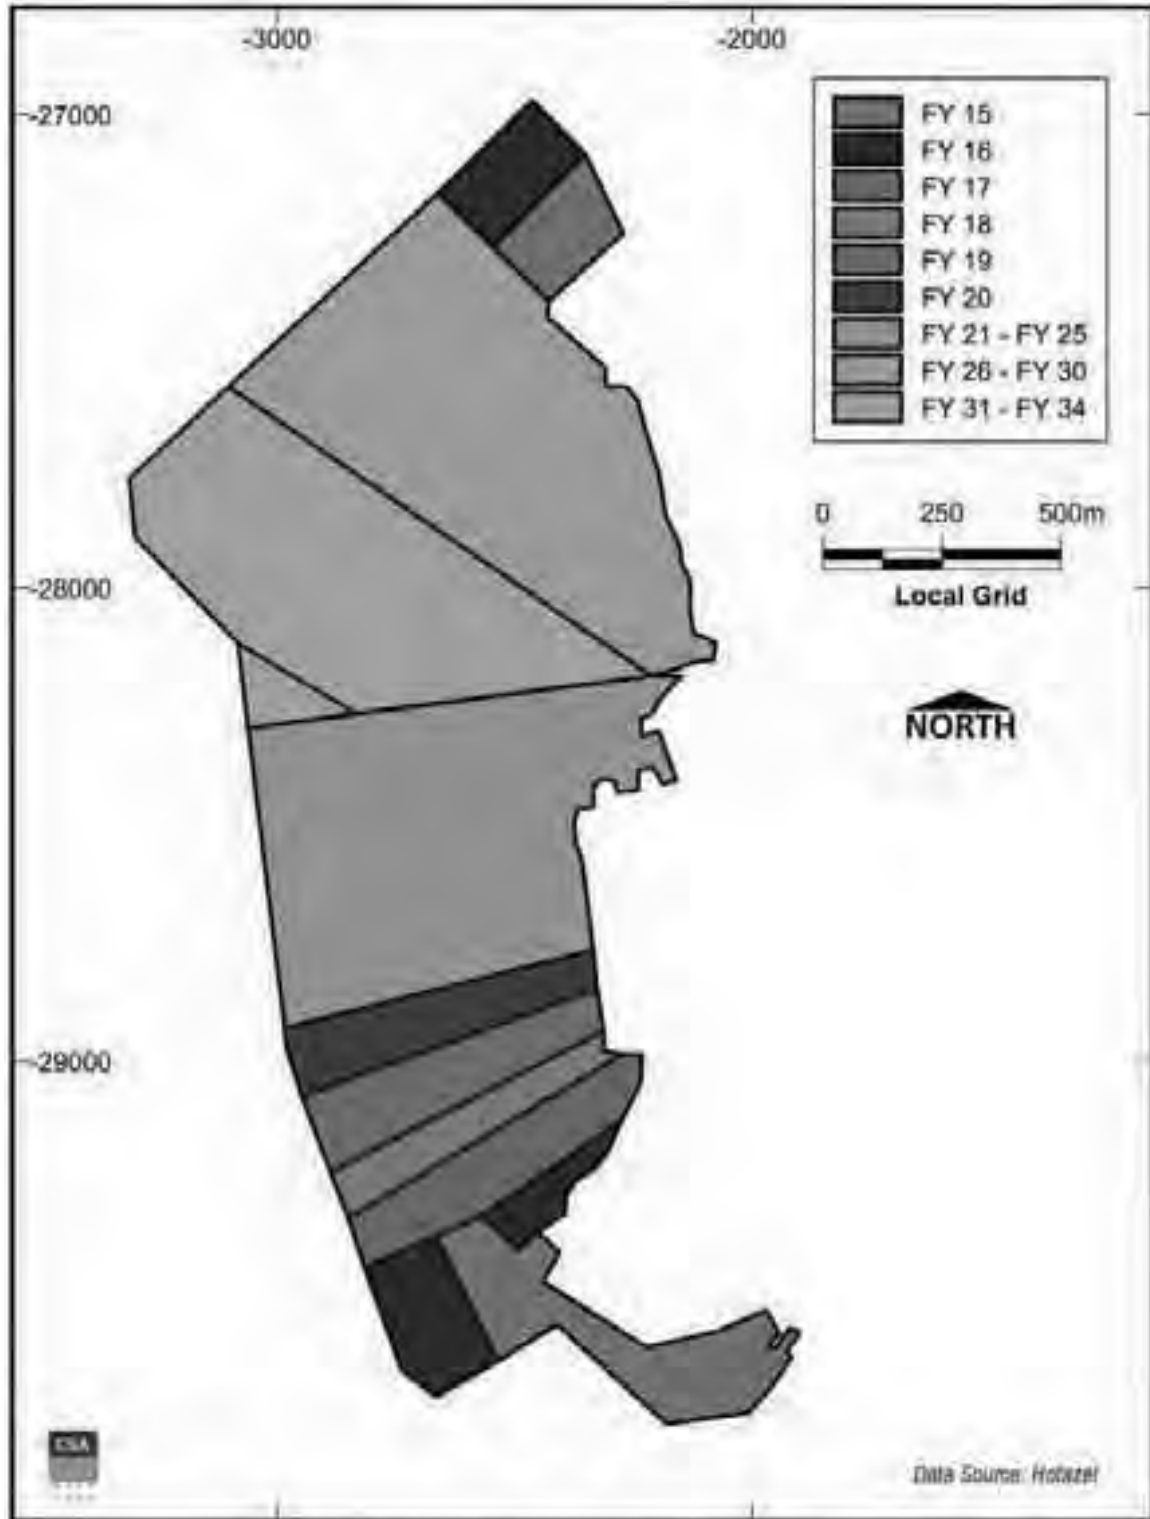 -3000 -2000
-27000
-28000
-29000
FY 15
FY 16
FY 17
FY 18
FY 19
FY 20
FY 21 - FY 25
FY 26 - FY 30
FY 31 - FY 34
0 250 500m
Local Grid
NORTH
CSA
Data Source: Hotazel